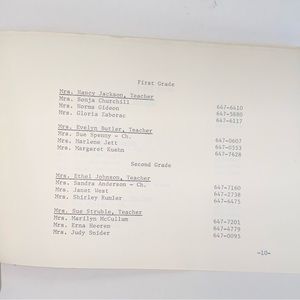 First Grade
Mrs. Nancy Jackson, Teacher
Mrs. Sonja Churchill 647-6410
Mrs. Norma Gideon 647-5880
Mrs. Gloria Zaborac 647-6117
Mrs. Evelyn Butler, Teacher
Mrs. Sue Spenny - Ch. 647-0607
Mrs. Marlene Jett 647-0353
Mrs. Margaret Kuehn 647-7628
Second Grade
Mrs. Ethel Johnson, Teacher
Mrs. Sandra Anderson - Ch. 647-7160
Mrs. Janet West 647-2738
Mrs. Shirley Rumler 647-6475
Mrs. Sue Struble, Teacher
Mrs. Marilyn McCullum 647-7201
Mrs. Erna Heeren 647-4779
Mrs. Judy Snider 647-0095
-10-